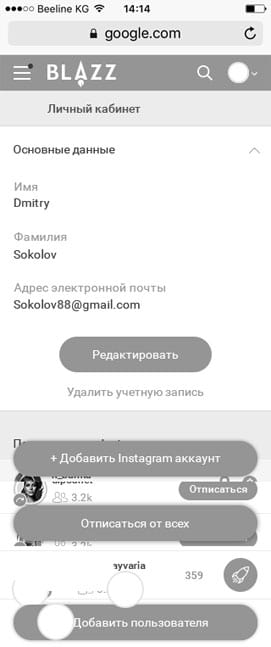 Beeline KG 14:14
google.com
BLAZZ
Личный кабинет
Основные данные
Имя
Dmitry
Фамилия
Sokolov
Адрес электронной почты
Sokolov88@gmail.com
Редактировать
Удалить учетную запись
+ Добавить Instagram аккаунт
3.2k
Отписаться
Отписаться от всех
3.2k
ayvaria
359
Добавить пользователя